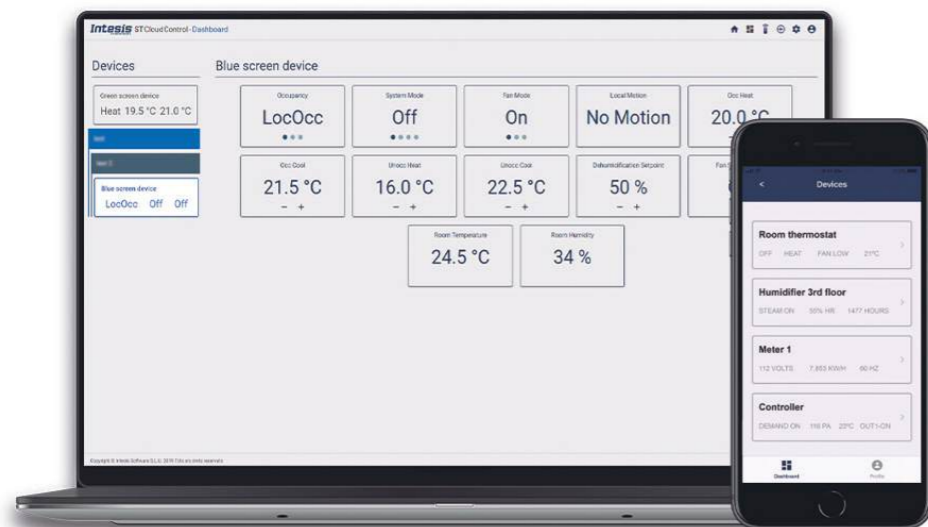 Intesis ST Cloud Control - Dashboard
Devices
Green screen device
Heat 19.5 °C 21.0 °C
Blue screen device
LocOcc Off Off
Blue screen device
Occupancy
LocOcc
System Mode
Off
Fan Mode
On
Local Motion
No Motion
Occ Heat
20.0 °C
Occ Cool
21.5 °C
- +
Unocc Heat
16.0 °C
- +
Unocc Cool
22.5 °C
- +
Dehumidification Setpoint
50 %
- +
Room Temperature
24.5 °C
Room Humidity
34 %
<
Devices
Room thermostat
OFF HEAT FAN LOW 21°C
Humidifier 3rd floor
STEAM ON 50% HR 1477 HOURS
Meter 1
112 VOLTS 7,853 KW/H 60 HZ
Controller
DEMAND ON 20°C OUT1-ON
Dashboard
Profile